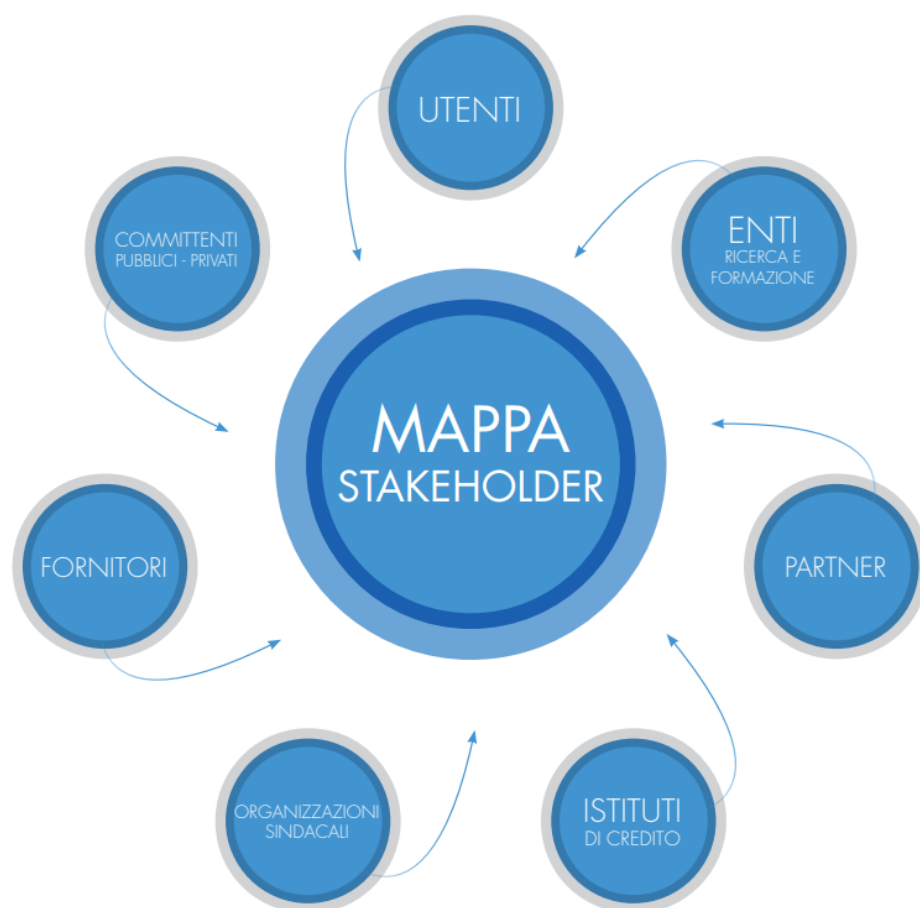 UTENTI
COMMITTENTI
PUBBLICI - PRIVATI
ENTI
RICERCA E
FORMAZIONE
MAPPA
STAKEHOLDER
FORNITORI
PARTNER
ORGANIZZAZIONI
SINDACALI
ISTITUTI
DI CREDITO